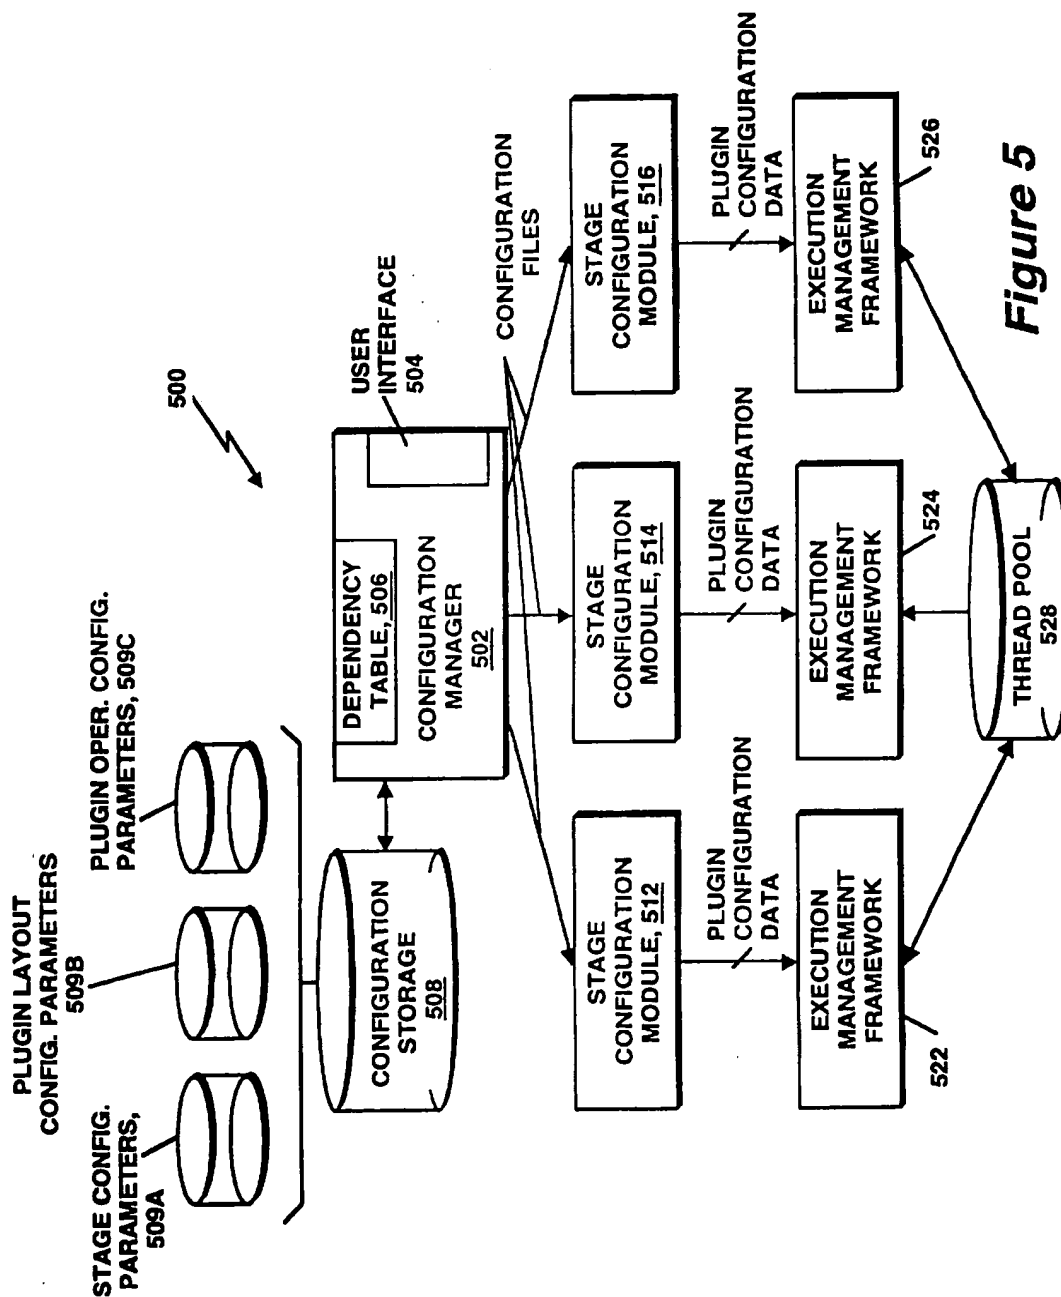 PLUGIN LAYOUT
CONFIG. PARAMETERS
509B
STAGE CONFIG.
PARAMETERS,
509A
PLUGIN OPER. CONFIG.
PARAMETERS, 509C
500
CONFIGURATION
STORAGE
508
DEPENDENCY
TABLE, 506
CONFIGURATION
MANAGER
502
USER
INTERFACE
504
CONFIGURATION
FILES
STAGE
CONFIGURATION
MODULE, 512
STAGE
CONFIGURATION
MODULE, 514
STAGE
CONFIGURATION
MODULE, 516
PLUGIN
CONFIGURATION
DATA
PLUGIN
CONFIGURATION
DATA
PLUGIN
CONFIGURATION
DATA
EXECUTION
MANAGEMENT
FRAMEWORK
522
EXECUTION
MANAGEMENT
FRAMEWORK
524
EXECUTION
MANAGEMENT
FRAMEWORK
526
THREAD POOL
528
Figure 5